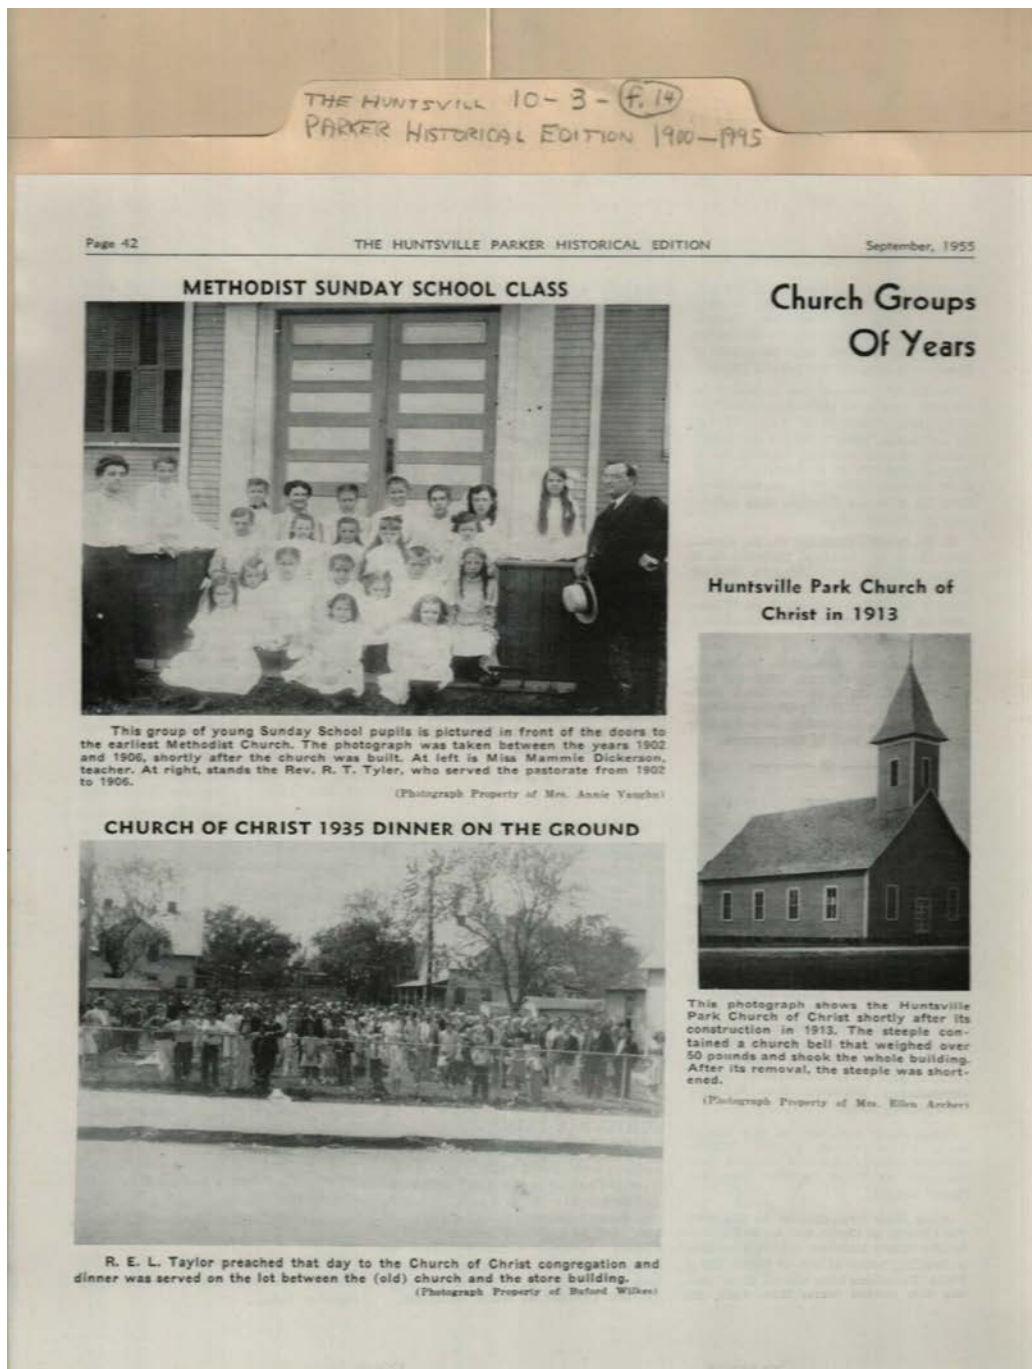 THE HUNTSVILL 10-3-f.14
PARKER HISTORICAL EDITION 1900-1995
Page 42
THE HUNTSVILLE PARKER HISTORICAL EDITION
September, 1955
METHODIST SUNDAY SCHOOL CLASS
This group of young Sunday School pupils is pictured in front of the doors to
the earliest Methodist Church. The photograph was taken between the years 1902
and 1906, shortly after the church was built. At left is Miss Mammie Dickerson,
teacher. At right, stands the Rev. R. T. Tyler, who served the pastorate from 1902
to 1906.
(Photograph Property of Mrs. Annie Vaughn)
CHURCH OF CHRIST 1935 DINNER ON THE GROUND
R. E. L. Taylor preached that day to the Church of Christ congregation and
dinner was served on the lot between the (old) church and the store building.
(Photograph Property of Buford Wilkes)
Church Groups
Of Years
Huntsville Park Church of
Christ in 1913
This photograph shows the Huntsville
Park Church of Christ shortly after its
construction in 1913. The steeple con-
tained a church bell that weighed over
50 pounds and shook the whole building.
After its removal, the steeple was short-
ened.
(Photograph Property of Mrs. Ellen Archer)